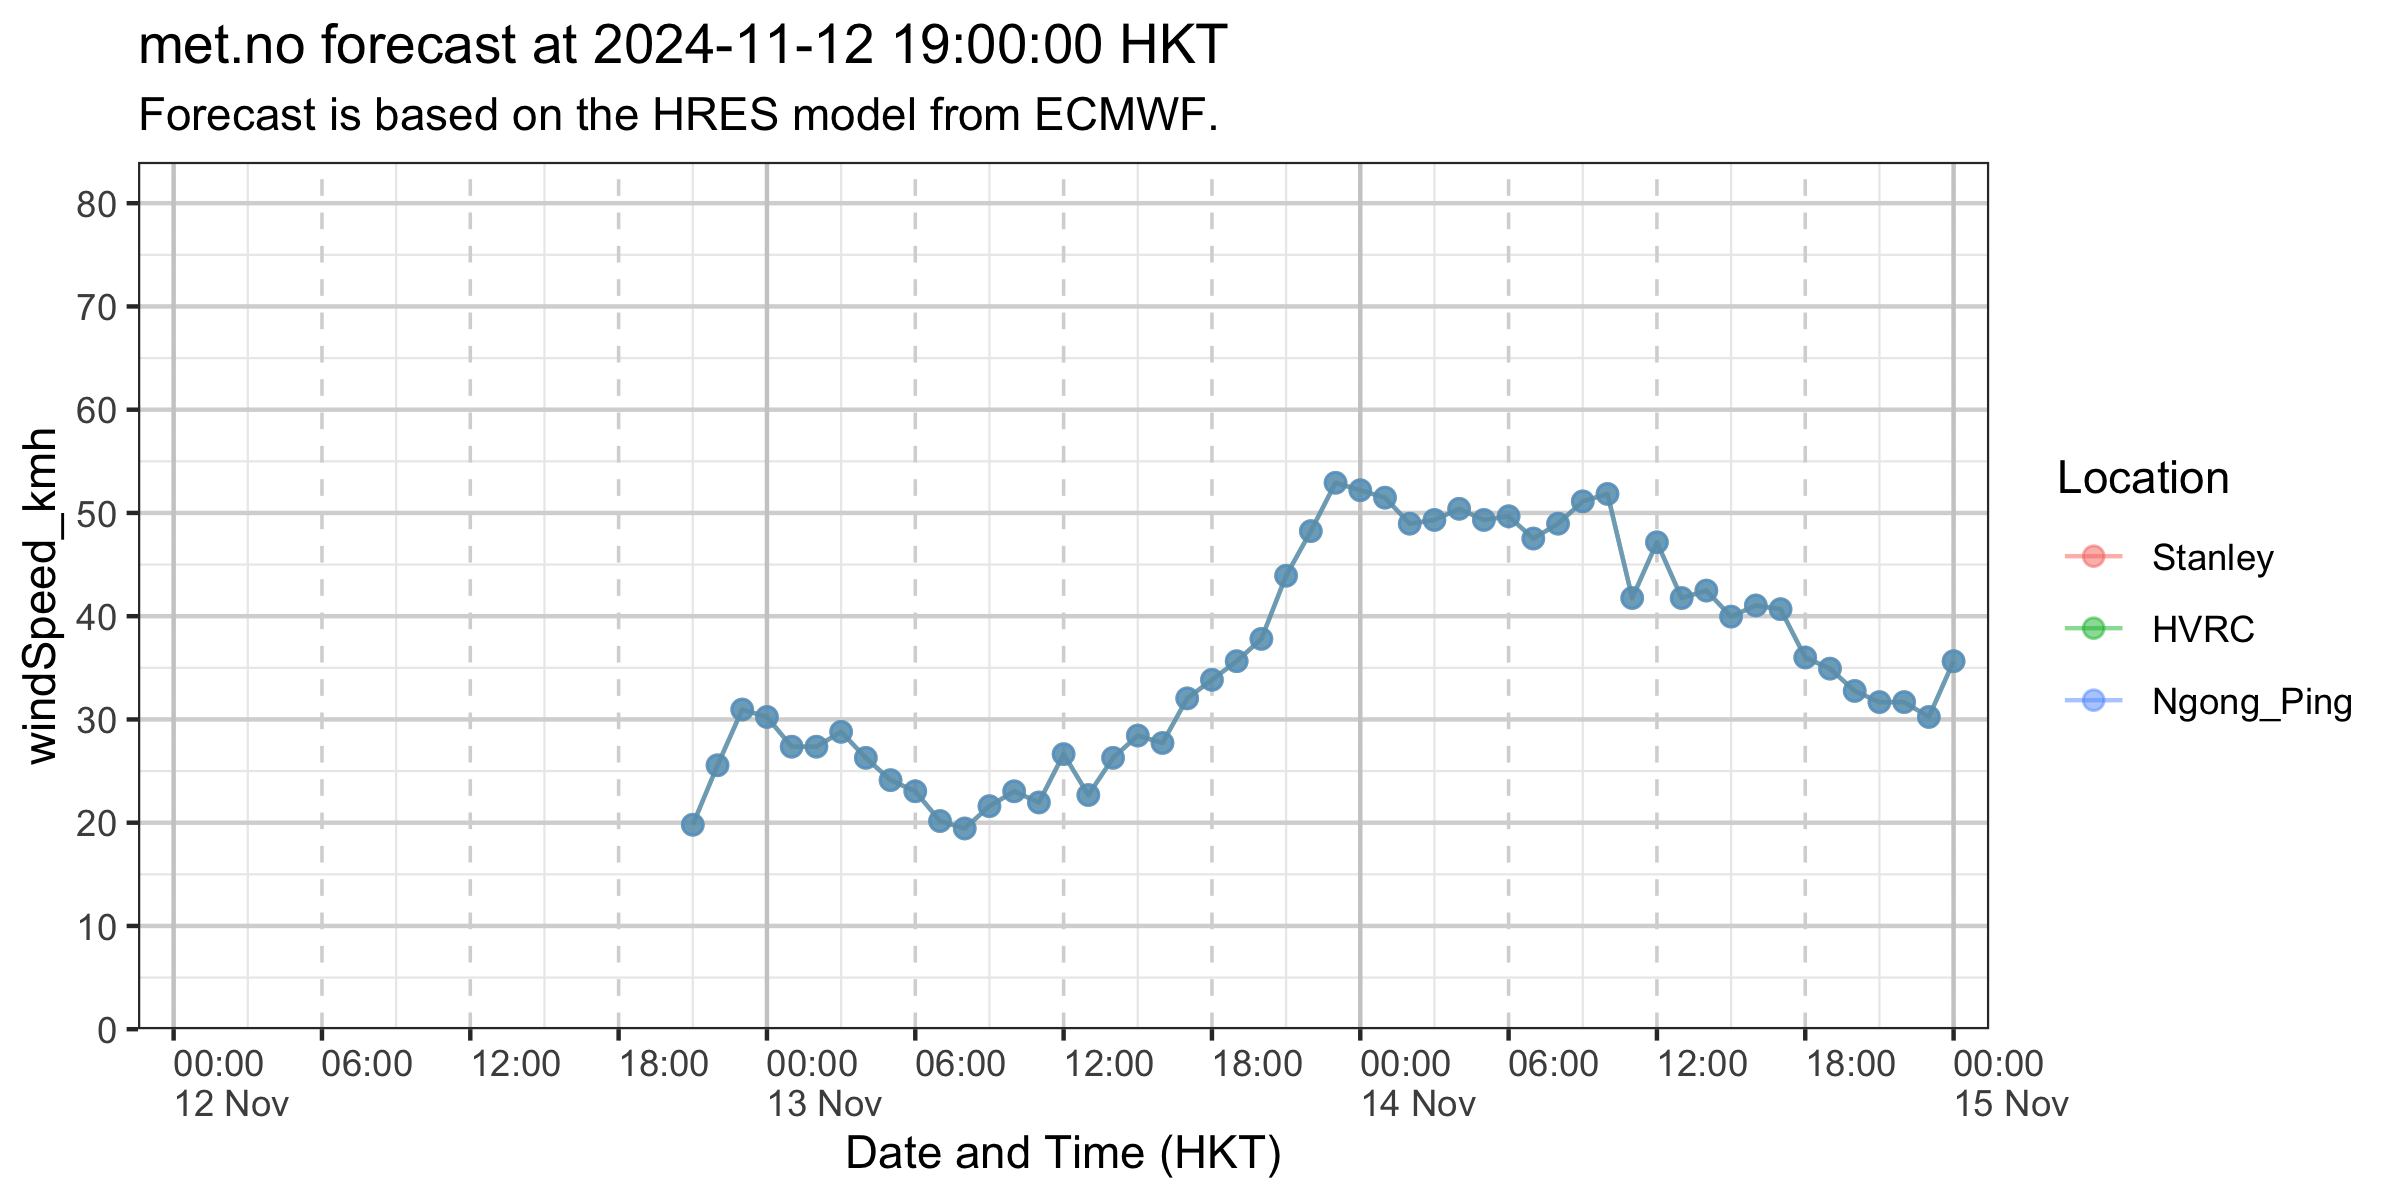 met.no forecast at 2024-11-12 19:00:00 HKT
Forecast is based on the HRES model from ECMWF.
windSpeed_kmh
80
70
60
50
40
30
20
10
0
00:00 06:00 12:00 18:00 00:00 06:00 12:00 18:00 00:00 06:00 12:00 18:00 00:00
12 Nov 13 Nov 14 Nov 15 Nov
Date and Time (HKT)
Location
Stanley
HVRC
Ngong_Ping